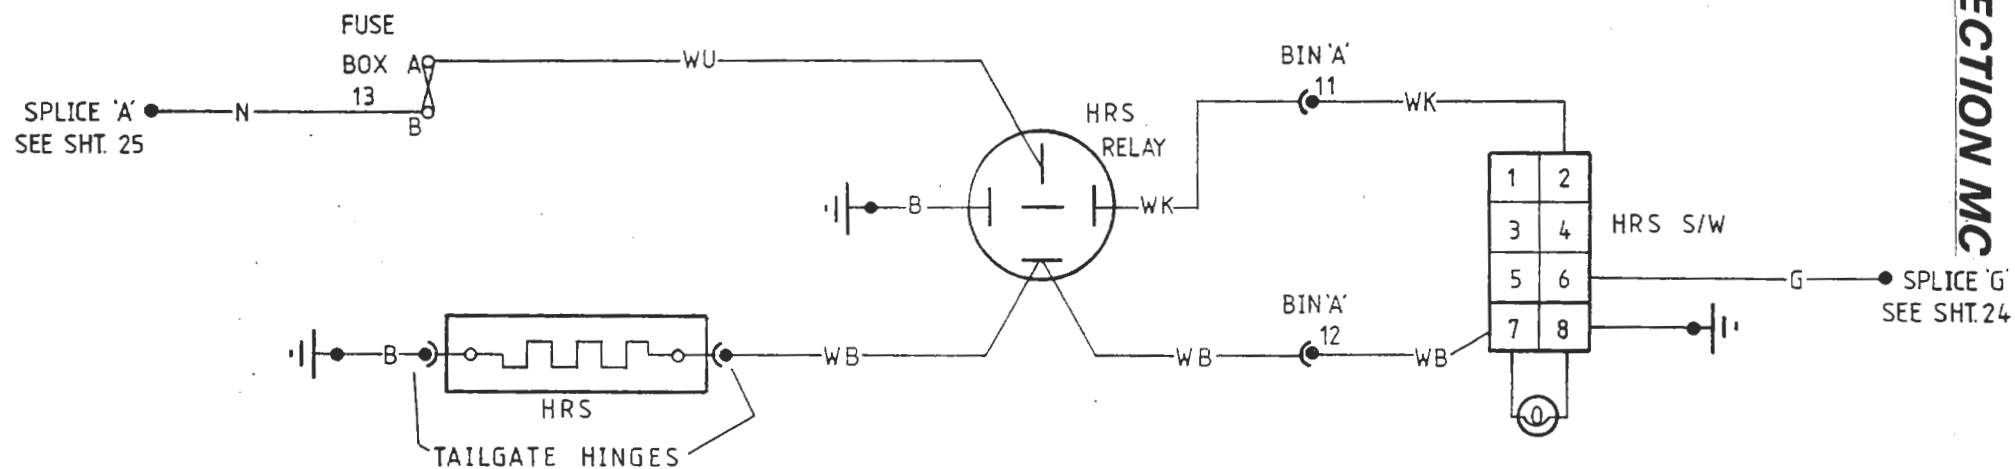 FUSE
BOX A
13
B
WU
SPLICE 'A'
SEE SHT. 25
N
HRS
RELAY
B
WK
BIN 'A'
11
WK
1 2
3 4
5 6
7 8
HRS S/W
G
SPLICE 'G'
SEE SHT. 24
BIN 'A'
12
WB
WB
WB
B
HRS
TAILGATE HINGES
ECTION MC